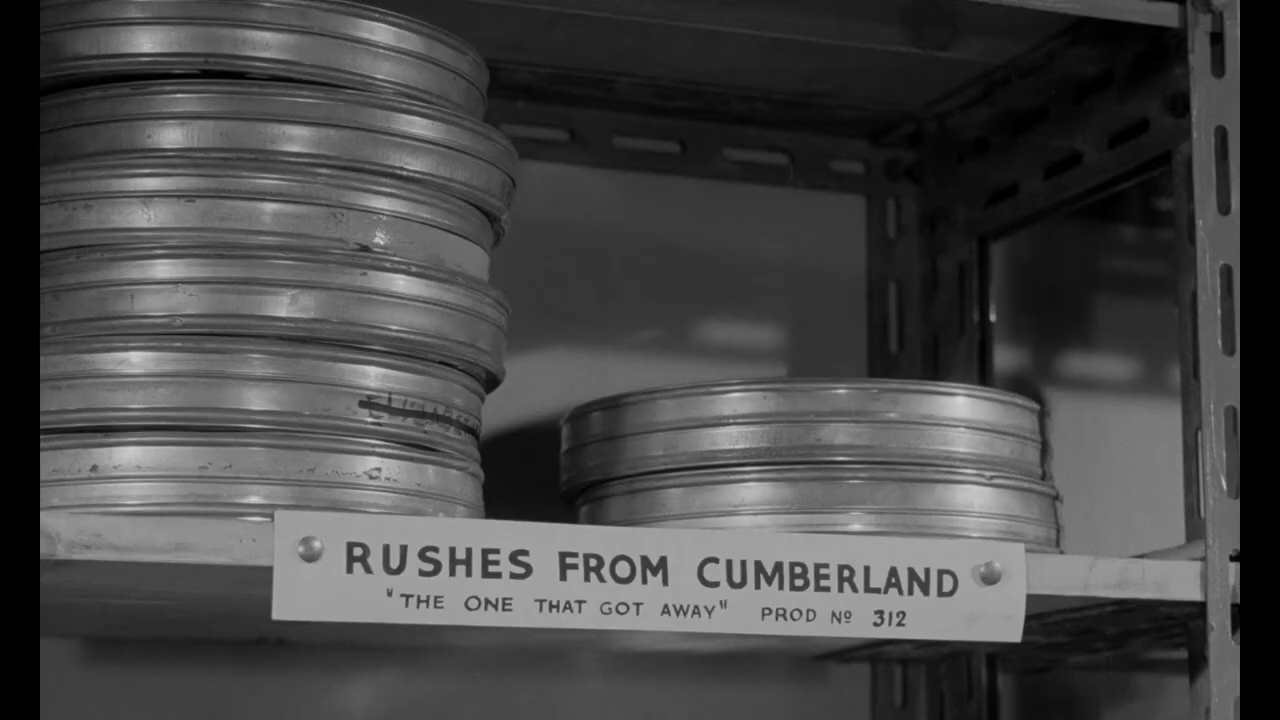 RUSHES FROM CUMBERLAND
"THE ONE THAT GOT AWAY" PROD Nº 312